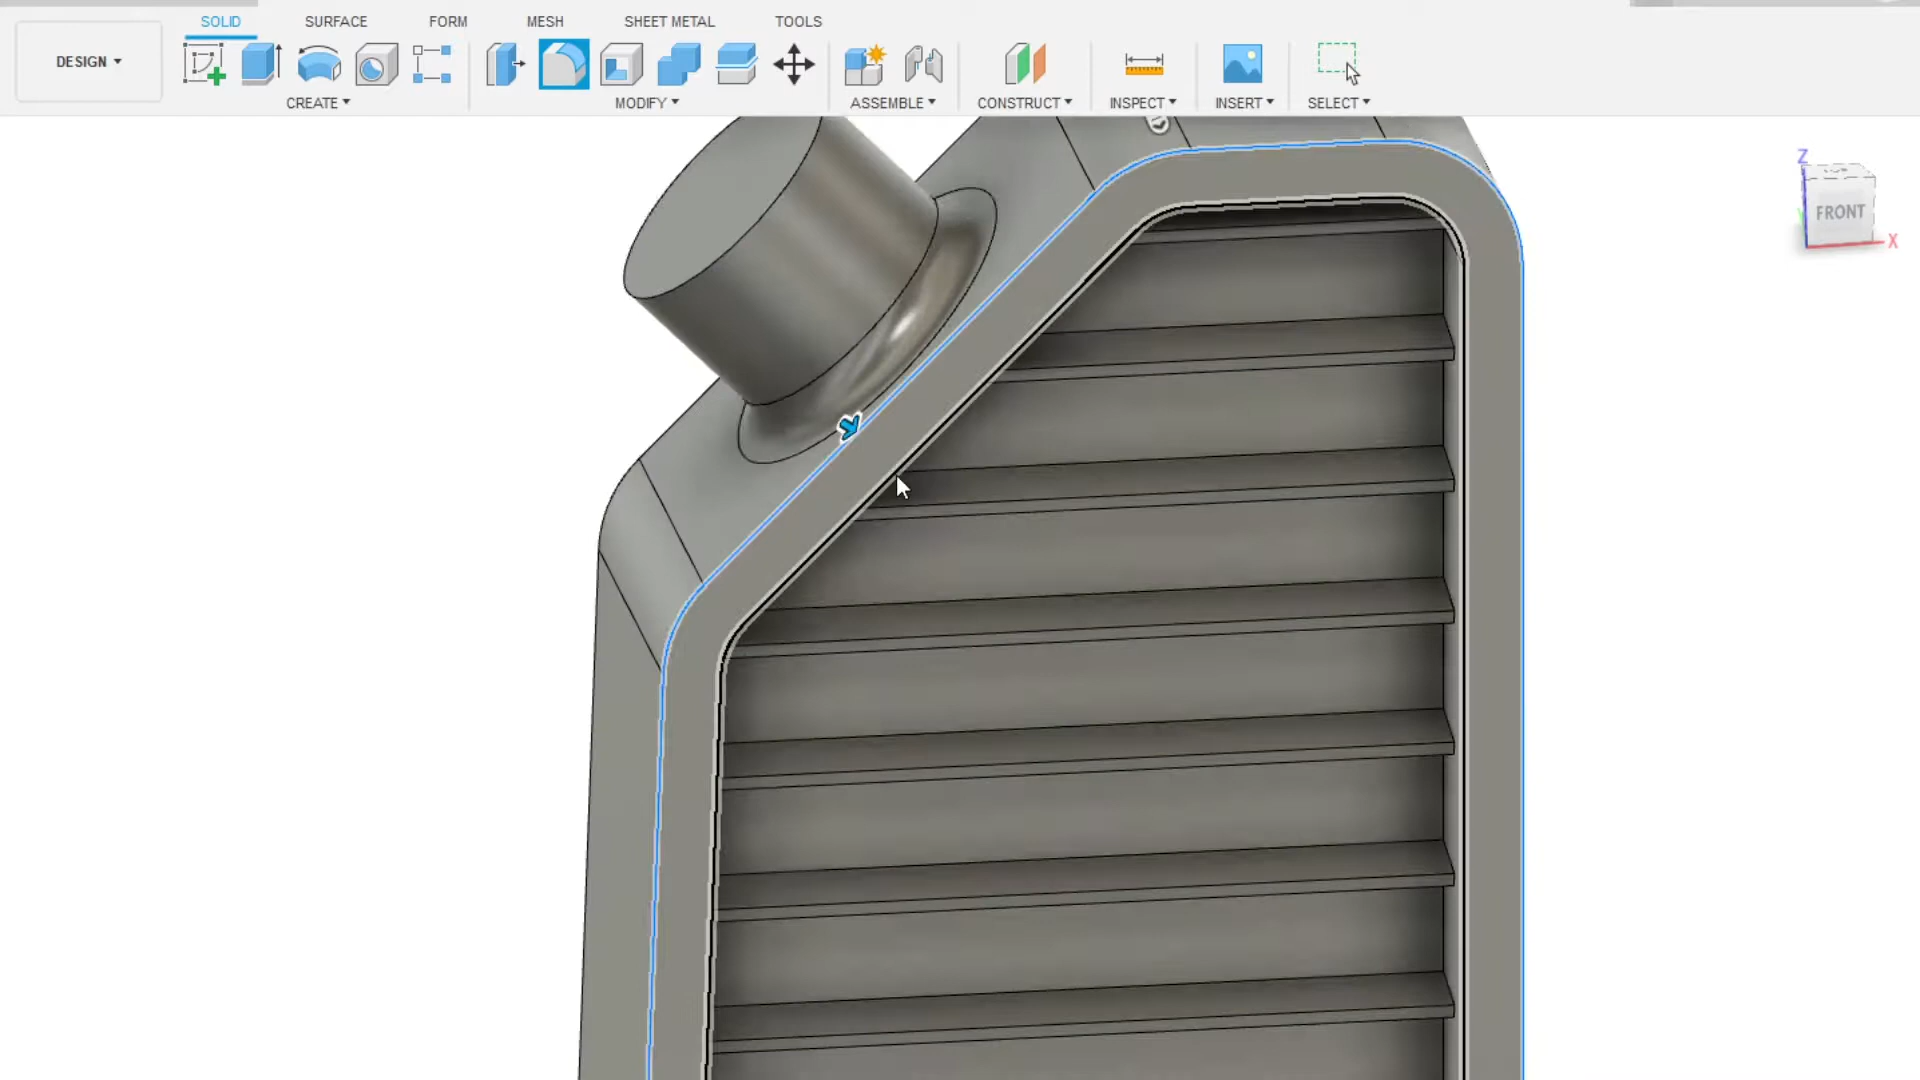 SOLID SURFACE FORM MESH SHEET METAL TOOLS
DESIGN
CREATE MODIFY ASSEMBLE CONSTRUCT INSPECT INSERT SELECT
Z
FRONT
X